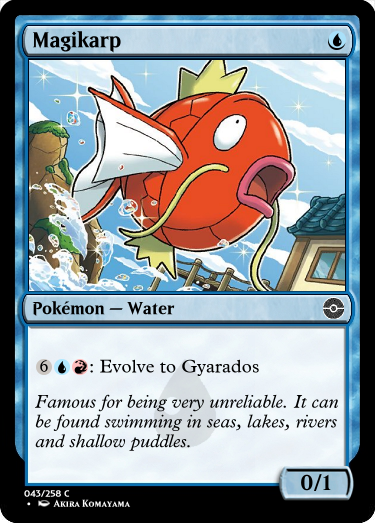 Magikarp
Pokémon — Water
6: Evolve to Gyarados
Famous for being very unreliable. It can
be found swimming in seas, lakes, rivers
and shallow puddles.
0/1
043/258 C
• Akira Komayama